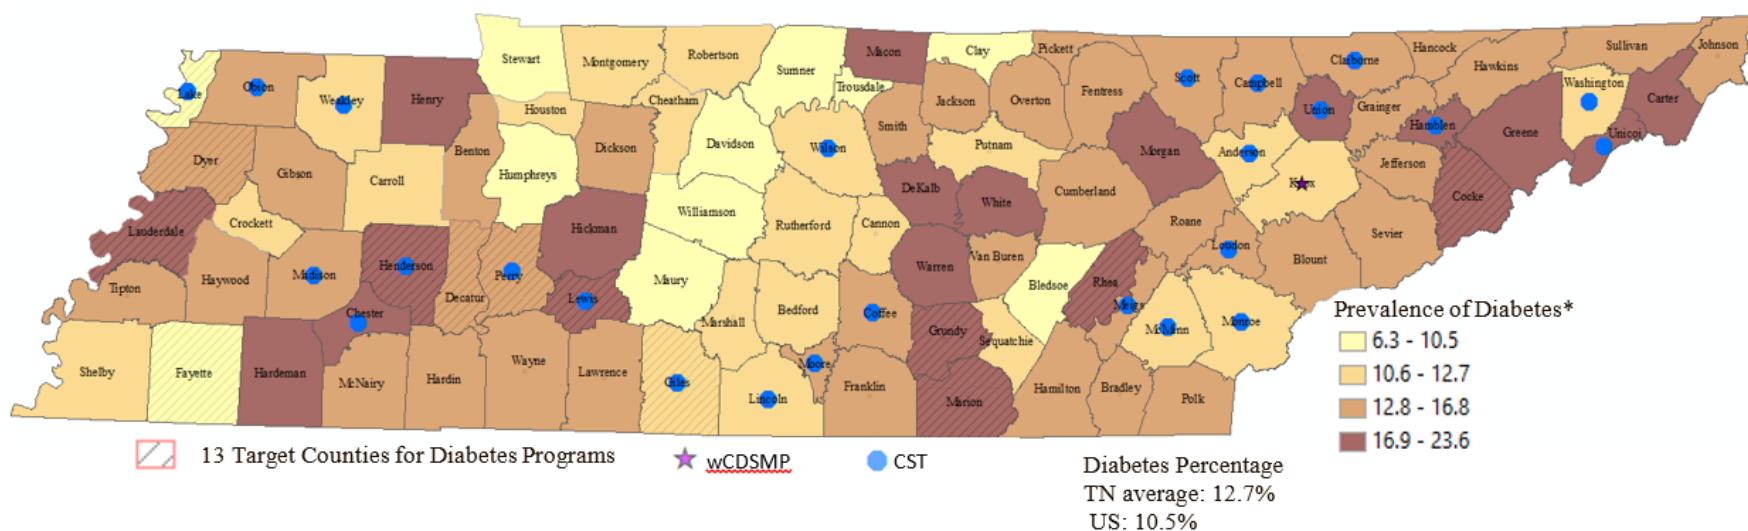 Stewart
Montgomery
Robertson
Sumner
Macon
Clay
Pickett
Scott
Campbell
Claiborne
Hancock
Hawkins
Sullivan
Johnson
Lake
Obion
Weakley
Henry
Houston
Cheatham
Trousdale
Smith
Jackson
Overton
Fentress
Union
Grainger
Hamblen
Greene
Washington
Unicoi
Carter
Dyer
Gibson
Carroll
Benton
Humphreys
Dickson
Davidson
Wilson
DeKalb
Putnam
White
Cumberland
Morgan
Anderson
Knox
Jefferson
Cocke
Lauderdale
Crockett
Haywood
Madison
Henderson
Decatur
Perry
Hickman
Lewis
Williamson
Maury
Rutherford
Cannon
Warren
Van Buren
Bledsoe
Rhea
Roane
Loudon
Blount
Sevier
Tipton
Chester
Marshall
Bedford
Coffee
Grundy
Sequatchie
Meigs
McMinn
Monroe
Shelby
Fayette
Hardeman
McNairy
Hardin
Wayne
Lawrence
Giles
Lincoln
Moore
Franklin
Marion
Hamilton
Bradley
Polk
Prevalence of Diabetes*
6.3 - 10.5
10.6 - 12.7
12.8 - 16.8
16.9 - 23.6
13 Target Counties for Diabetes Programs
wCDSMP
CST
Diabetes Percentage
TN average: 12.7%
US: 10.5%